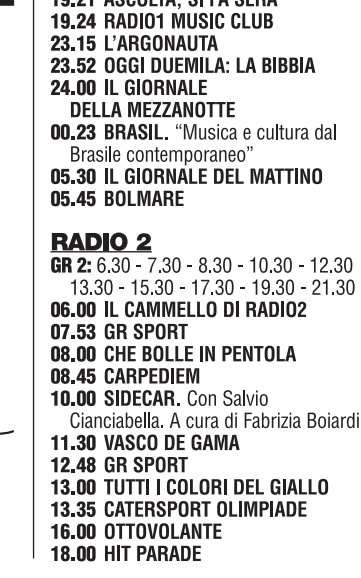 19.21 ASCOLTA, SI FA SERA
19.24 RADIO1 MUSIC CLUB
23.15 L'ARGONAUTA
23.52 OGGI DUEMILA: LA BIBBIA
24.00 IL GIORNALE
DELLA MEZZANOTTE
00.23 BRASIL. “Musica e cultura dal
Brasile contemporaneo”
05.30 IL GIORNALE DEL MATTINO
05.45 BOLMARE
RADIO 2
GR 2: 6.30 - 7.30 - 8.30 - 10.30 - 12.30
13.30 - 15.30 - 17.30 - 19.30 - 21.30
06.00 IL CAMMELLO DI RADIO2
07.53 GR SPORT
08.00 CHE BOLLE IN PENTOLA
08.45 CARPEDIEM
10.00 SIDECAR. Con Salvio
Cianciabella. A cura di Fabrizia Boiardi
11.30 VASCO DE GAMA
12.48 GR SPORT
13.00 TUTTI I COLORI DEL GIALLO
13.35 CATERSPORT OLIMPIADE
16.00 OTTOVOLANTE
18.00 HIT PARADE